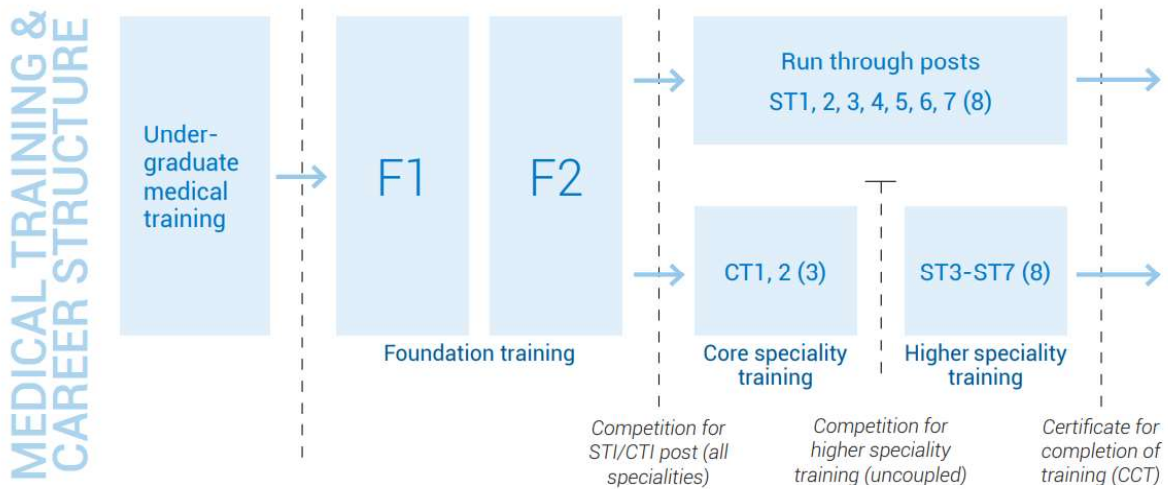 MEDICAL TRAINING &
CAREER STRUCTURE
Under-
graduate
medical
training
F1
F2
Foundation training
Run through posts
ST1, 2, 3, 4, 5, 6, 7 (8)
CT1, 2 (3)
Core speciality
training
ST3-ST7 (8)
Higher speciality
training
Competition for
STI/CTI post (all
specialities)
Competition for
higher speciality
training (uncoupled)
Certificate for
completion of
training (CCT)